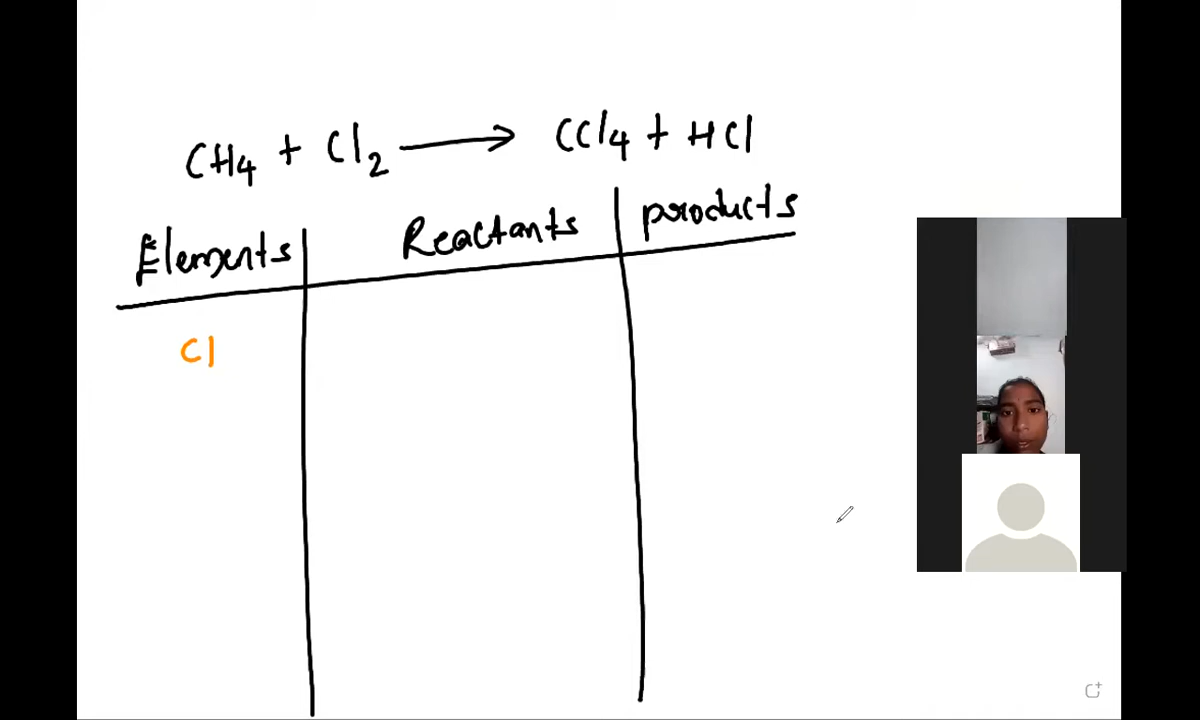 CH4 + Cl2 ⟶ CCl4 + HCl
Elements Reactants products
Cl